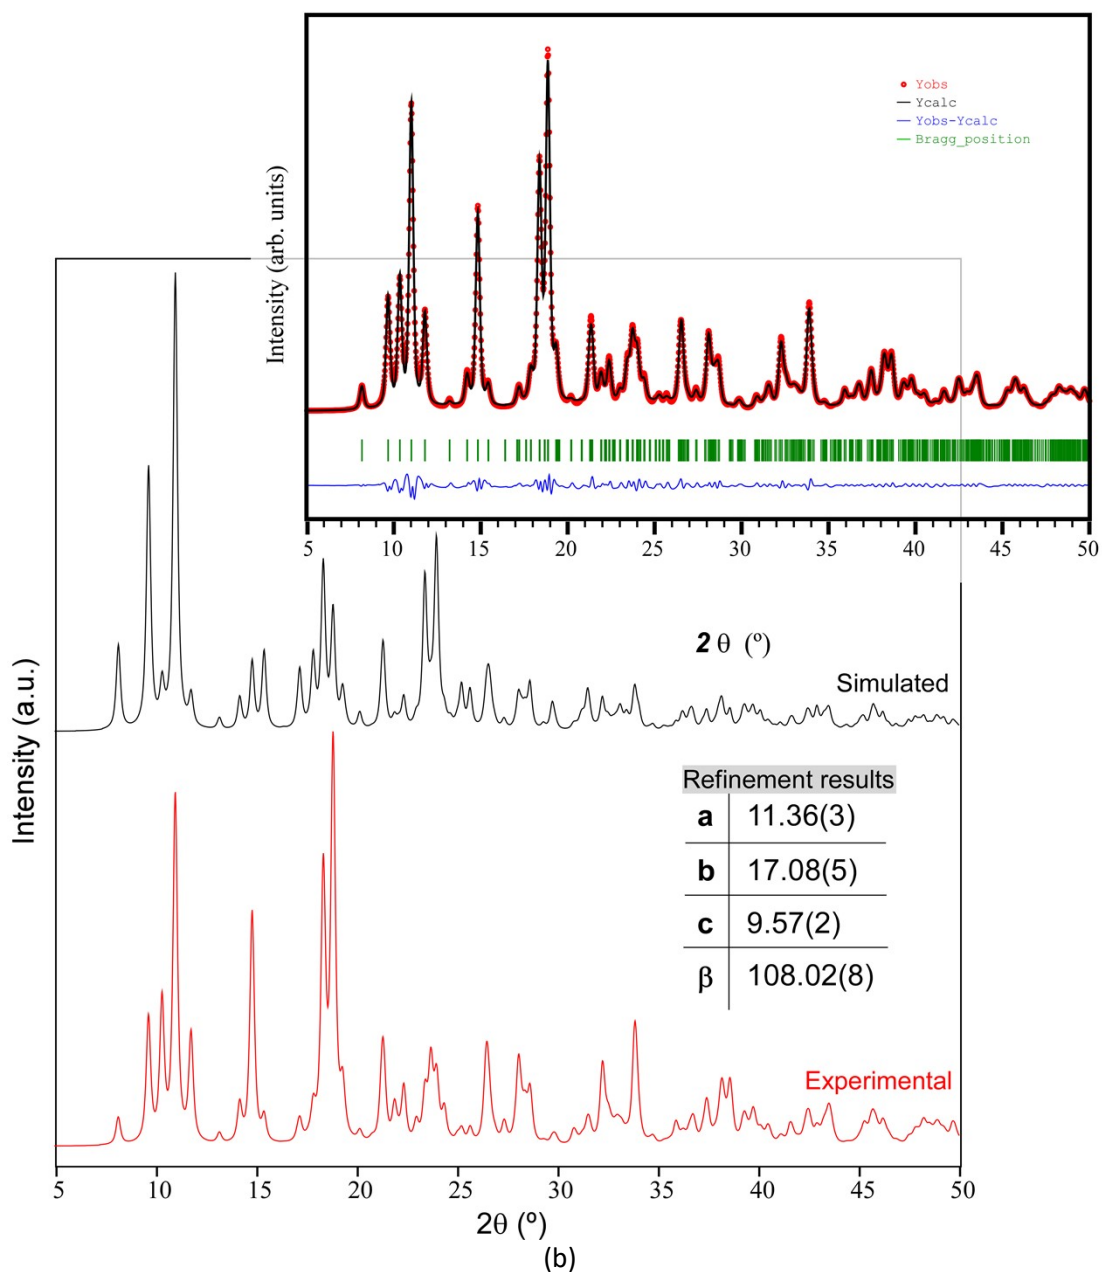 Yobs
Ycalc
Yobs-Ycalc
Bragg_position
Intensity (arb. units)
5 10 15 20 25 30 35 40 45 50
2 θ (º)
Simulated
Intensity (a.u.)
Refinement results
a 11.36(3)
b 17.08(5)
c 9.57(2)
β 108.02(8)
Experimental
5 10 15 20 25 30 35 40 45 50
2θ (º)
(b)